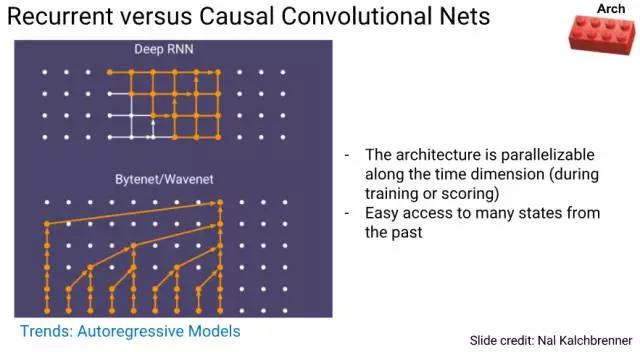 Recurrent versus Causal Convolutional Nets
Arch
Deep RNN
Bytenet/Wavenet
- The architecture is parallelizable
along the time dimension (during
training or scoring)
- Easy access to many states from
the past
Trends: Autoregressive Models
Slide credit: Nal Kalchbrenner